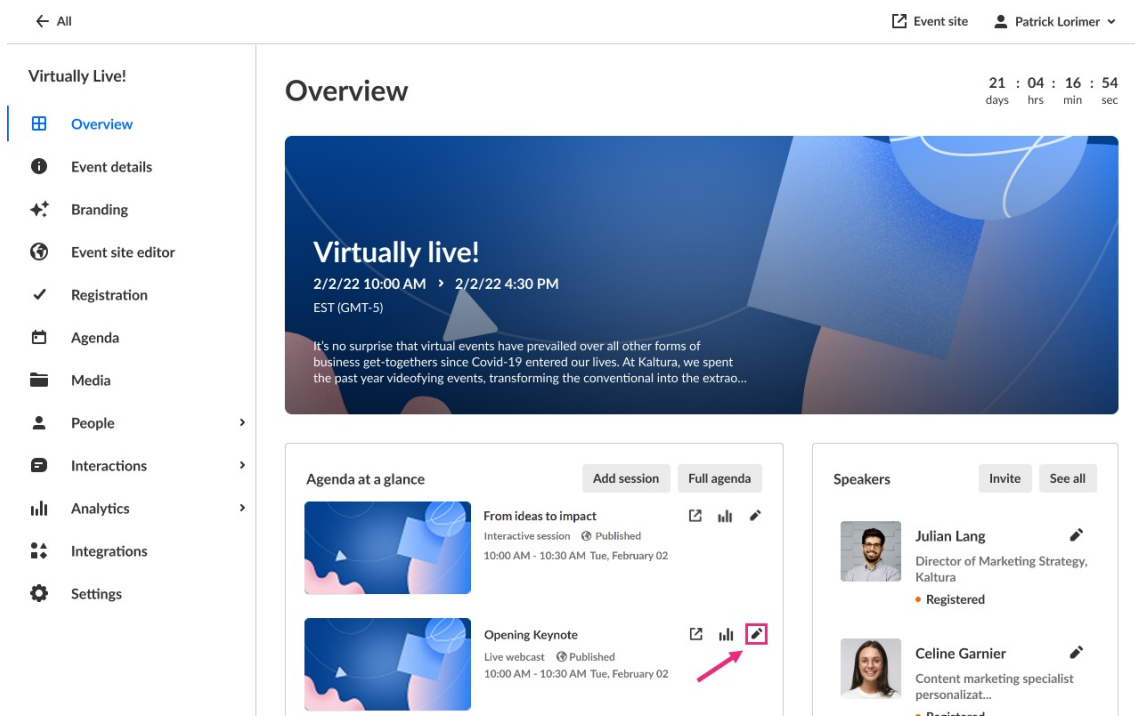 All
Event site
Patrick Lorimer
Virtually Live!
Overview
Event details
Branding
Event site editor
Registration
Agenda
Media
People
Interactions
Analytics
Integrations
Settings
Overview
21 : 04 : 16 : 54
days hrs min sec
Virtually live!
2/2/22 10:00 AM > 2/2/22 4:30 PM
EST (GMT-5)
It's no surprise that virtual events have prevailed over all other forms of
business get-togethers since Covid-19 entered our lives. At Kaltura, we spent
the past year videofying events, transforming the conventional into the extrao...
Agenda at a glance
Add session
Full agenda
From ideas to impact
Interactive session Published
10:00 AM - 10:30 AM Tue, February 02
Opening Keynote
Live webcast Published
10:00 AM - 10:30 AM Tue, February 02
Speakers
Invite
See all
Julian Lang
Director of Marketing Strategy,
Kaltura
Registered
Celine Garnier
Content marketing specialist
personalizat...
Registered